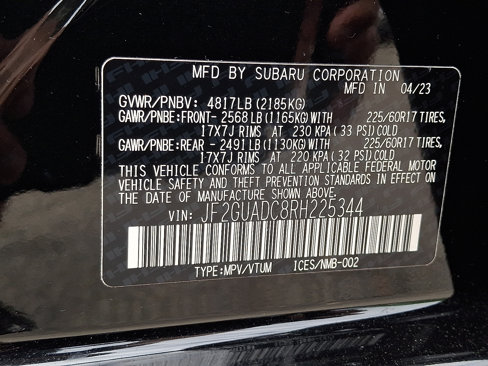 MFD BY SUBARU CORPORATION
MADE IN JAPAN 04/23
GVWR/PNBV: 4817LB (2185KG)
GAWR/PNBE:FRONT- 2568 LB (1165KG) WITH 225/60R17 TIRES,
17X7J RIMS AT 230 KPA (33 PSI) COLD
GAWR/PNBE:REAR - 2491 LB (1130KG) WITH 225/60R17 TIRES,
17X7J RIMS AT 220 KPA (32 PSI) COLD
THIS VEHICLE CONFORMS TO ALL APPLICABLE FEDERAL MOTOR
VEHICLE SAFETY AND THEFT PREVENTION STANDARDS IN EFFECT ON
THE DATE OF MANUFACTURE SHOWN ABOVE.
VIN: JF2GUADC8RH225344
TYPE:MPV/VTUM ICES/NMB-002